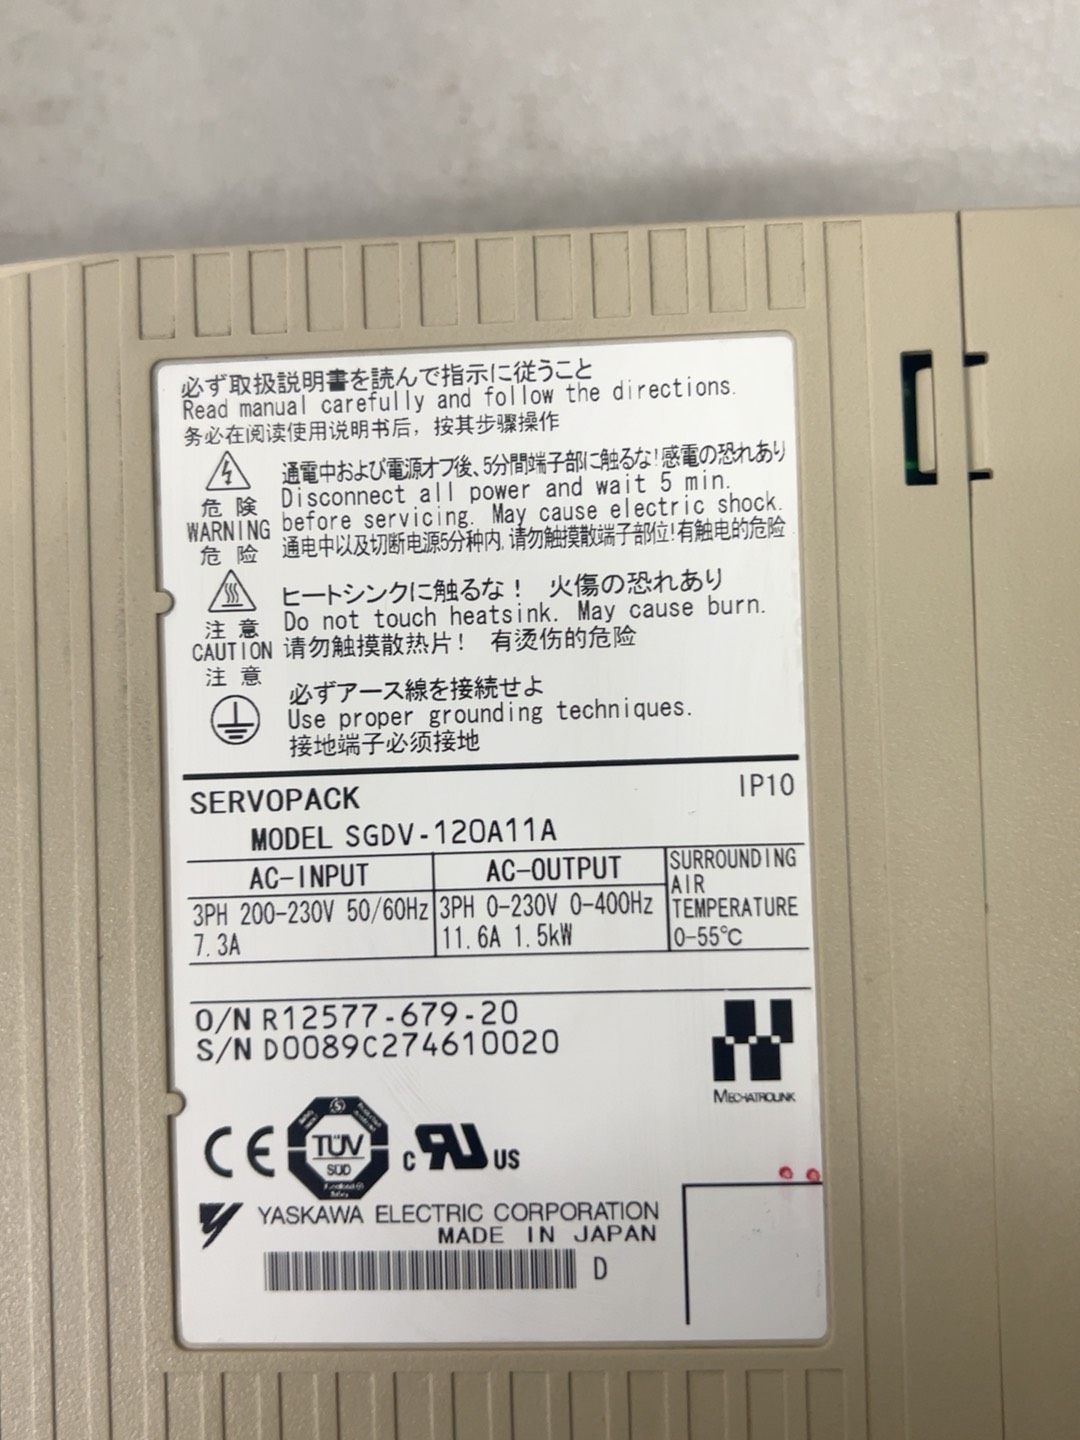 必ず取扱説明書を読んで指示に従うこと
Read manual carefully and follow the directions.
务必在阅读使用说明书后，按其步骤操作
危 険
WARNING
危 险
通電中および電源オフ後、5分間端子部に触るな!感電の恐れあり
Disconnect all power and wait 5 min.
before servicing. May cause electric shock.
通电中以及切断电源5分种内,请勿触摸散端子部位!有触电的危险
注 意
CAUTION
注 意
ヒートシンクに触るな! 火傷の恐れあり
Do not touch heatsink. May cause burn.
请勿触摸散热片! 有烫伤的危险
必ずアース線を接続せよ
Use proper grounding techniques.
接地端子必须接地
SERVOPACK
IP10
MODEL SGDV-120A11A
AC-INPUT
3PH 200-230V 50/60Hz
7.3A
AC-OUTPUT
3PH 0-230V 0-400Hz
11.6A 1.5kW
SURROUNDING
AIR
TEMPERATURE
0-55℃
O/N R12577-679-20
S/N D0089C274610020
MECHATROLINK
CE
TÜV
SÜD
c RU US
YASKAWA ELECTRIC CORPORATION
MADE IN JAPAN
D